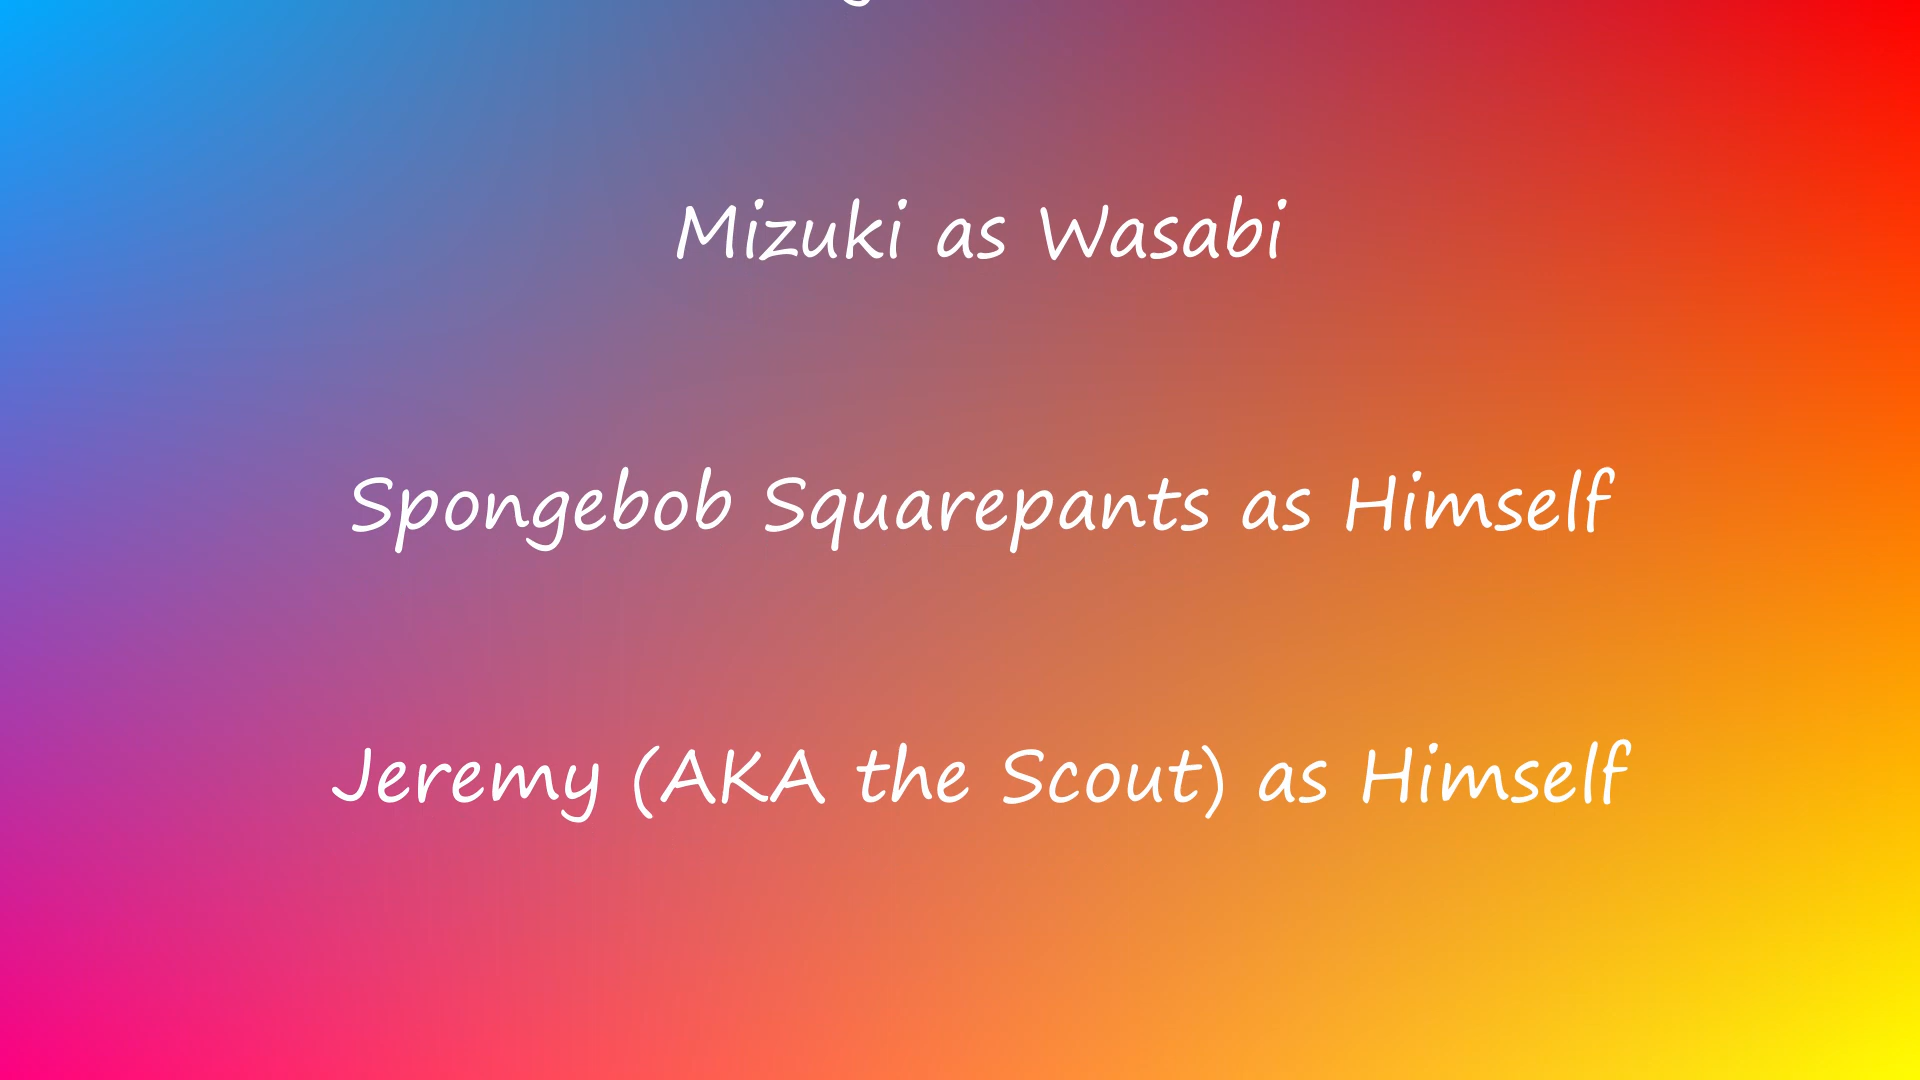 Mizuki as Wasabi
Spongebob Squarepants as Himself
Jeremy (AKA the Scout) as Himself